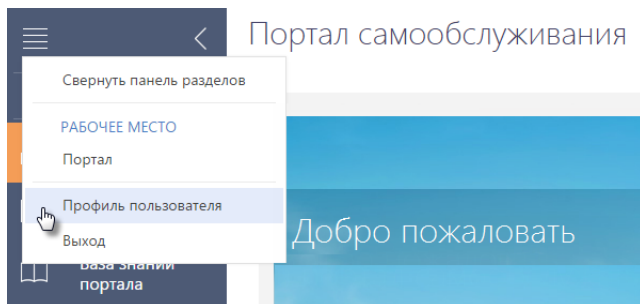 Портал самообслуживания
Свернуть панель разделов
РАБОЧЕЕ МЕСТО
Портал
Профиль пользователя
Выход
Добро пожаловать
База знаний
портала